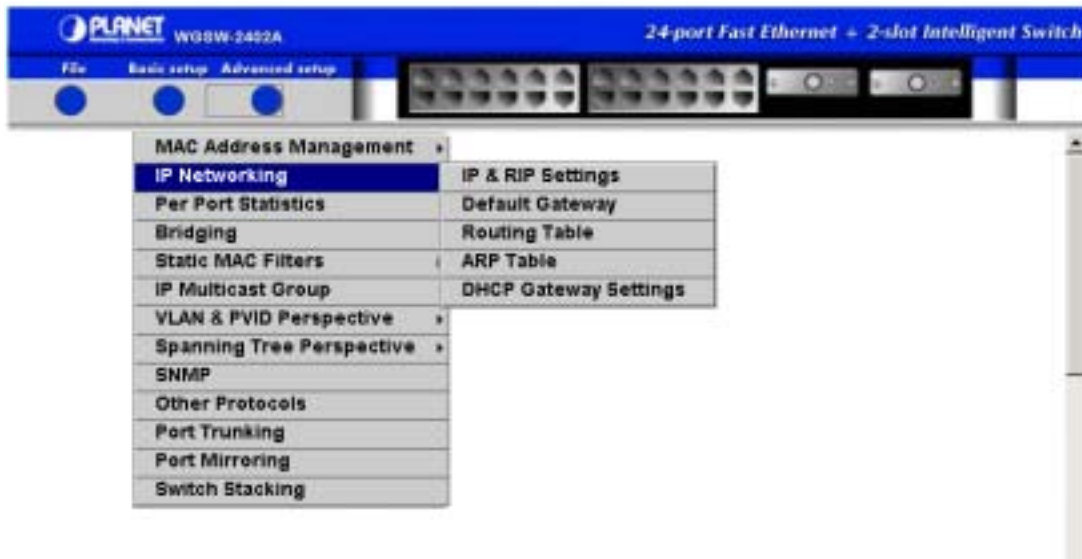 PLANET WGSW-2402A
24-port Fast Ethernet + 2-slot Intelligent Switch
File Basic setup Advanced setup
MAC Address Management
IP Networking
IP & RIP Settings
Per Port Statistics
Default Gateway
Bridging
Routing Table
Static MAC Filters
ARP Table
IP Multicast Group
DHCP Gateway Settings
VLAN & PVID Perspective
Spanning Tree Perspective
SNMP
Other Protocols
Port Trunking
Port Mirroring
Switch Stacking